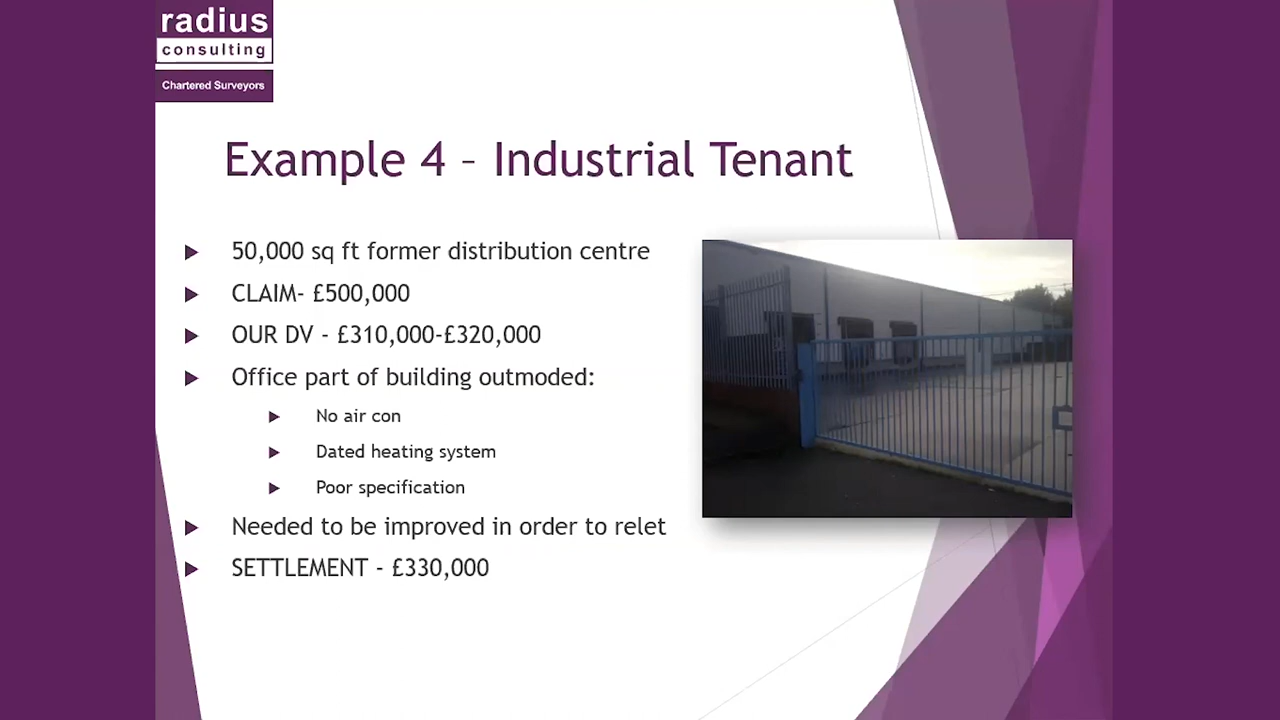 radius
consulting
Chartered Surveyors
Example 4 – Industrial Tenant
50,000 sq ft former distribution centre
CLAIM- £500,000
OUR DV - £310,000-£320,000
Office part of building outmoded:
No air con
Dated heating system
Poor specification
Needed to be improved in order to relet
SETTLEMENT - £330,000